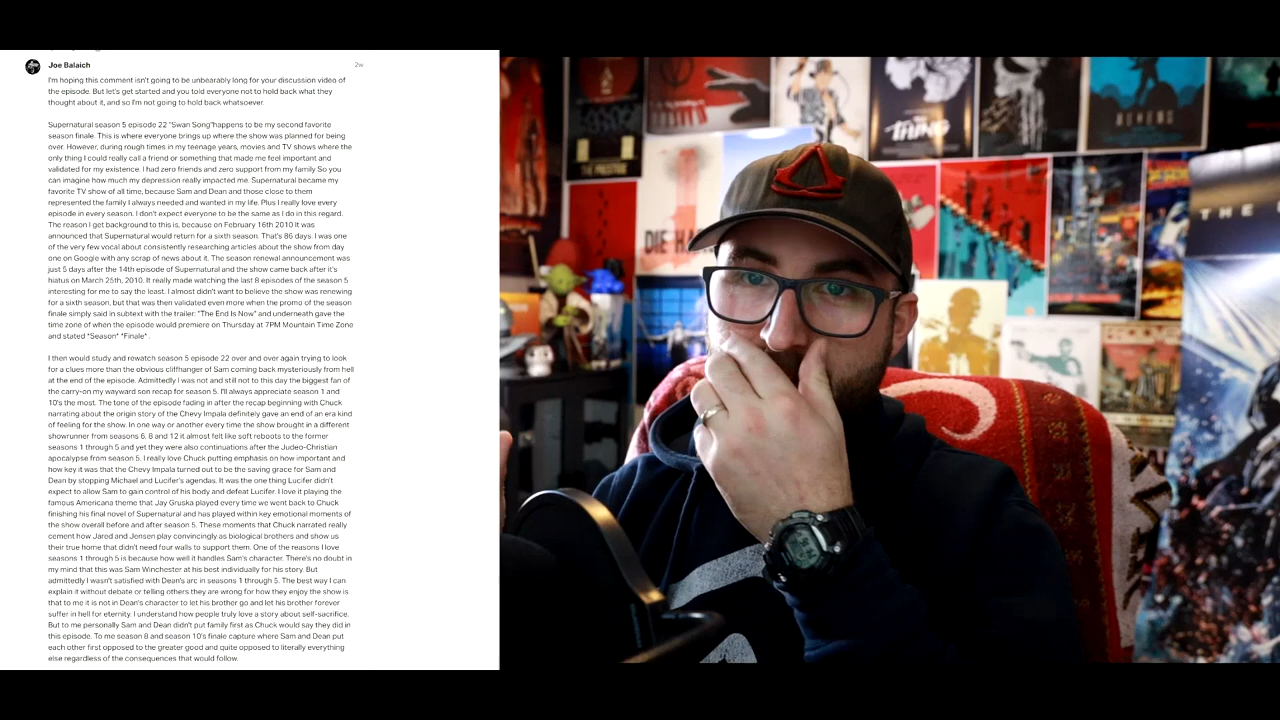 Joe Balaich
2w
I'm hoping this comment isn't going to be unbearably long for your discussion video of
the episode. But let's get started and you told everyone not to hold back what they
thought about it, and so I'm not going to hold back whatsoever.
Supernatural season 5 episode 22 "Swan Song"happens to be my second favorite
season finale. This is where everyone brings up where the show was planned for being
over. However, during rough times in my teenage years, movies and TV shows where the
only thing I could really call a friend or something that made me feel important and
validated for my existence. I had zero friends and zero support from my family So you
can imagine how much my depression really impacted me. Supernatural became my
favorite TV show of all time, because Sam and Dean and those close to them
represented the family I always needed and wanted in my life. Plus I really love every
episode in every season. I don't expect everyone to be the same as I do in this regard.
The reason I get background to this is, because on February 16th 2010 it was
announced that Supernatural would return for a sixth season. That's 86 days. I was one
of the very few vocal about consistently researching articles about the show from day
one on Google with any scrap of news about it. The season renewal announcement was
just 5 days after the 14th episode of Supernatural and the show came back after it's
hiatus on March 25th, 2010. It really made watching the last 8 episodes of the season 5
interesting for me to say the least. I almost didn't want to believe the show was renewing
for a sixth season, but that was then validated even more when the promo of the season
finale simply said in subtext with the trailer: "The End Is Now" and underneath gave the
time zone of when the episode would premiere on Thursday at 7PM Mountain Time Zone
and stated *Season* *Finale* .
I then would study and rewatch season 5 episode 22 over and over again trying to look
for a clues more than the obvious cliffhanger of Sam coming back mysteriously from hell
at the end of the episode. Admittedly I was not and still not to this day the biggest fan of
the carry-on my wayward son recap for season 5. I'll always appreciate season 1 and
10's the most. The tone of the episode fading in after the recap beginning with Chuck
narrating about the origin story of the Chevy Impala definitely gave an end of an era kind
of feeling for the show. In one way or another every time the show brought in a different
showrunner from seasons 6, 8 and 12 it almost felt like soft reboots to the former
seasons 1 through 5 and yet they were also continuations after the Judeo-Christian
apocalypse from season 5. I really love Chuck putting emphasis on how important and
how key it was that the Chevy Impala turned out to be the saving grace for Sam and
Dean by stopping Michael and Lucifer's agendas. It was the one thing Lucifer didn't
expect to allow Sam to gain control of his body and defeat Lucifer. I love it playing the
famous Americana theme that Jay Gruska played every time we went back to Chuck
finishing his final novel of Supernatural and has played within key emotional moments of
the show overall before and after season 5. These moments that Chuck narrated really
cement how Jared and Jensen play convincingly as biological brothers and show us
their true home that didn't need four walls to support them. One of the reasons I love
seasons 1 through 5 is because how well it handles Sam's character. There's no doubt in
my mind that this was Sam Winchester at his best individually for his story. But
admittedly I wasn't satisfied with Dean's arc in seasons 1 through 5. The best way I can
explain it without debate or telling others they are wrong for how they enjoy the show is
that to me it is not in Dean's character to let his brother go and let his brother forever
suffer in hell for eternity. I understand how people truly love a story about self-sacrifice.
But to me personally Sam and Dean didn't put family first as Chuck would say they did in
this episode. To me season 8 and season 10's finale capture where Sam and Dean put
each other first opposed to the greater good and quite opposed to literally everything
else regardless of the consequences that would follow.
THE PRESTIGE
THE THING
ALIENS
DIE HA
THE